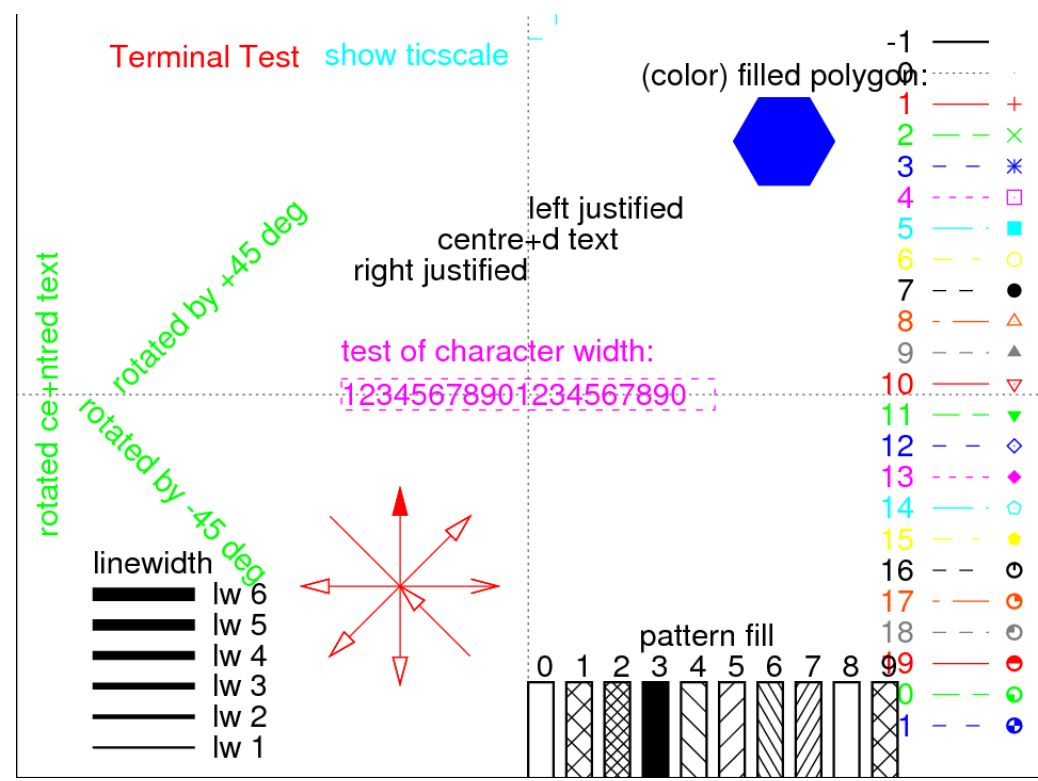 Terminal Test
show ticscale
(color) filled polygon:
-1
0
1
2
3
4
5
6
7
8
9
10
11
12
13
14
15
16
17
18
19
0
1
left justified
centre+d text
right justified
test of character width:
12345678901234567890
rotated by +45 deg
rotated ce+ntred text
rotated by -45 deg
linewidth
lw 6
lw 5
lw 4
lw 3
lw 2
lw 1
pattern fill
0 1 2 3 4 5 6 7 8 9